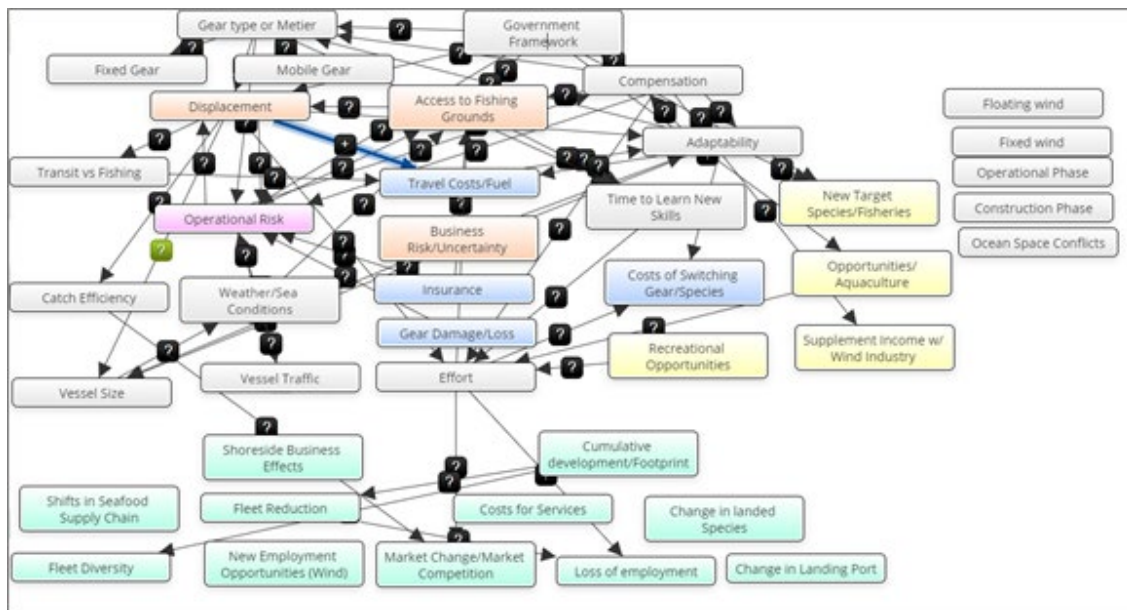 Gear type or Metier
Government
Framework
Fixed Gear
Mobile Gear
Compensation
Displacement
Access to Fishing
Grounds
Floating wind
Adaptability
Fixed wind
Transit vs Fishing
Travel Costs/Fuel
Operational Phase
Operational Risk
Time to Learn New
Skills
New Target
Species/Fisheries
Construction Phase
Business
Risk/Uncertainty
Ocean Space Conflicts
Catch Efficiency
Weather/Sea
Conditions
Insurance
Costs of Switching
Gear/Species
Opportunities/
Aquaculture
Gear Damage/Loss
Recreational
Opportunities
Supplement Income w/
Wind Industry
Vessel Size
Vessel Traffic
Effort
Shoreside Business
Effects
Cumulative
development/Footprint
Shifts in Seafood
Supply Chain
Fleet Reduction
Costs for Services
Change in landed
Species
Fleet Diversity
New Employment
Opportunities (Wind)
Market Change/Market
Competition
Loss of employment
Change in Landing Port